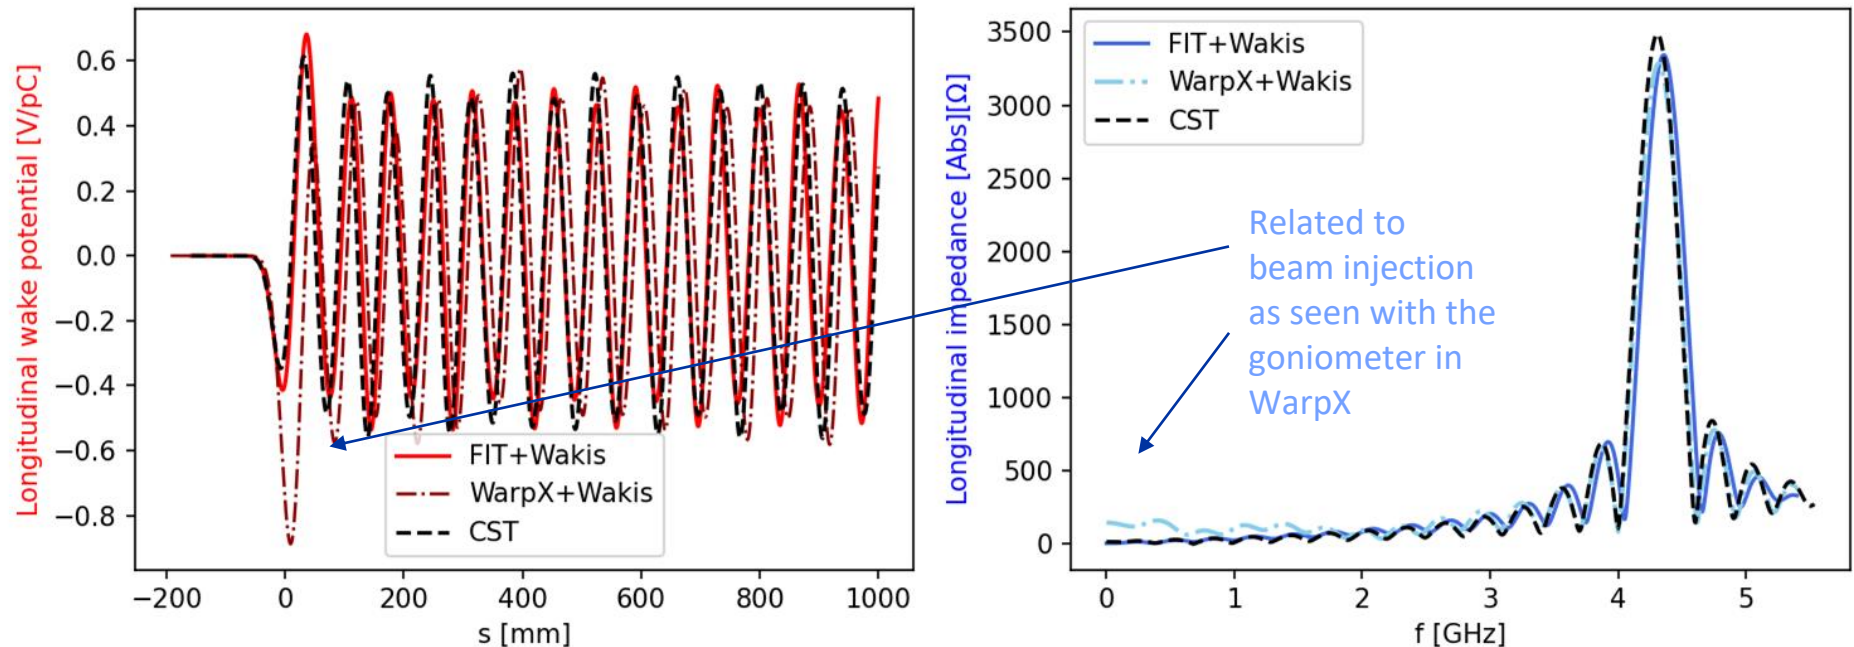 Longitudinal wake potential [V/pC]
0.6
0.4
0.2
0.0
−0.2
−0.4
−0.6
−0.8
−200
0
200
400
600
800
1000
s [mm]
FIT+Wakis
WarpX+Wakis
CST
Longitudinal impedance [Abs][Ω]
3500
3000
2500
2000
1500
1000
500
0
0
1
2
3
4
5
f [GHz]
FIT+Wakis
WarpX+Wakis
CST
Related to
beam injection
as seen with the
goniometer in
WarpX